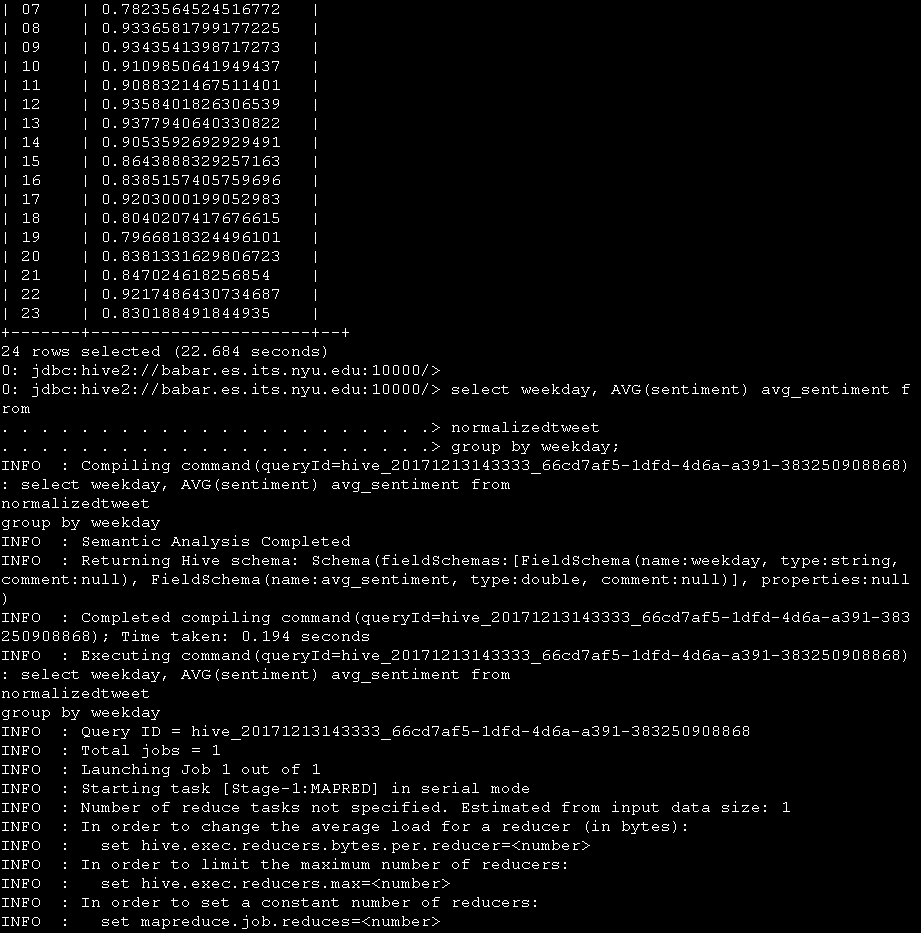 | 07    | 0.7823564524516772   |
| 08    | 0.9336581799177225   |
| 09    | 0.9343541398717273   |
| 10    | 0.9109850641949437   |
| 11    | 0.9088321467511401   |
| 12    | 0.9358401826306539   |
| 13    | 0.9377940640330822   |
| 14    | 0.9053592692929491   |
| 15    | 0.8643888329257163   |
| 16    | 0.8385157405759696   |
| 17    | 0.9203000199052983   |
| 18    | 0.8040207417676615   |
| 19    | 0.7966818324496101   |
| 20    | 0.8381331629806723   |
| 21    | 0.847024618256854    |
| 22    | 0.9217486430734687   |
| 23    | 0.830188491844935    |
+-------+----------------------+--+
24 rows selected (22.684 seconds)
0: jdbc:hive2://babar.es.its.nyu.edu:10000/>
0: jdbc:hive2://babar.es.its.nyu.edu:10000/> select weekday, AVG(sentiment) avg_sentiment f
rom
. . . . . . . . . . . . . . . . . . . . . .> normalizedtweet
. . . . . . . . . . . . . . . . . . . . . .> group by weekday;
INFO  : Compiling command(queryId=hive_20171213143333_66cd7af5-1dfd-4d6a-a391-383250908868)
: select weekday, AVG(sentiment) avg_sentiment from
normalizedtweet
group by weekday
INFO  : Semantic Analysis Completed
INFO  : Returning Hive schema: Schema(fieldSchemas:[FieldSchema(name:weekday, type:string,
comment:null), FieldSchema(name:avg_sentiment, type:double, comment:null)], properties:null
)
INFO  : Completed compiling command(queryId=hive_20171213143333_66cd7af5-1dfd-4d6a-a391-383
250908868); Time taken: 0.194 seconds
INFO  : Executing command(queryId=hive_20171213143333_66cd7af5-1dfd-4d6a-a391-383250908868)
: select weekday, AVG(sentiment) avg_sentiment from
normalizedtweet
group by weekday
INFO  : Query ID = hive_20171213143333_66cd7af5-1dfd-4d6a-a391-383250908868
INFO  : Total jobs = 1
INFO  : Launching Job 1 out of 1
INFO  : Starting task [Stage-1:MAPRED] in serial mode
INFO  : Number of reduce tasks not specified. Estimated from input data size: 1
INFO  : In order to change the average load for a reducer (in bytes):
INFO  :   set hive.exec.reducers.bytes.per.reducer=<number>
INFO  : In order to limit the maximum number of reducers:
INFO  :   set hive.exec.reducers.max=<number>
INFO  : In order to set a constant number of reducers:
INFO  :   set mapreduce.job.reduces=<number>